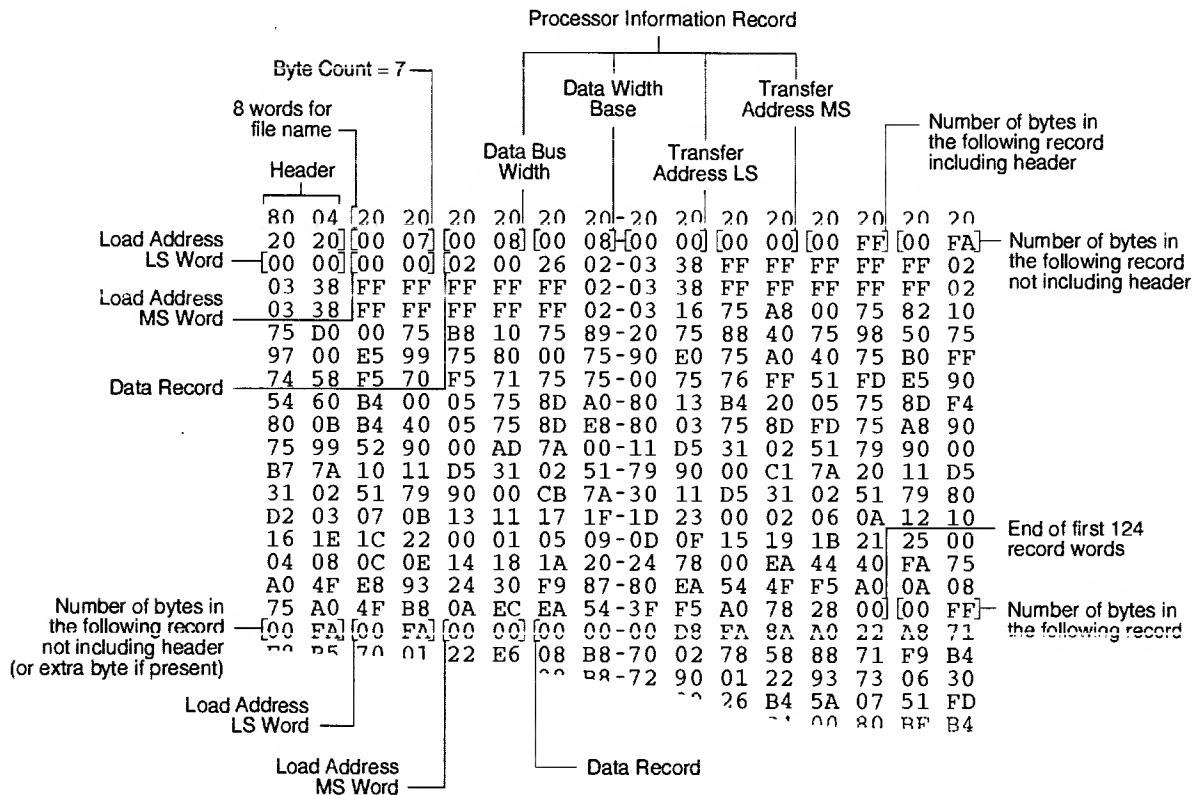 Processor Information Record
Byte Count = 7
Data Width
Base
Transfer
Address MS
8 words for
file name
Number of bytes in
the following record
including header
Data Bus
Width
Transfer
Address LS
Header
80 04 [20 20 20 20 20 20-20 20 20 20 20 20 20 20
Load Address
LS Word
20 20] [00 07] [00 08] [00 08]-[00 00] [00 00] [00 FF] [00 FA]
Number of bytes in
the following record
not including header
[00 00] [00 00] [02 00 26 02-03 38 FF FF FF FF FF 02
03 38 FF FF FF FF FF 02-03 38 FF FF FF FF FF 02
Load Address
MS Word
03 38 FF FF FF FF FF 02-03 16 75 A8 00 75 82 10
75 D0 00 75 B8 10 75 89-20 75 88 40 75 98 50 75
97 00 E5 99 75 80 00 75-90 E0 75 A0 40 75 B0 FF
Data Record
74 58 F5 70 F5 71 75 75-00 75 76 FF 51 FD E5 90
54 60 B4 00 05 75 8D A0-80 13 B4 20 05 75 8D F4
80 0B B4 40 05 75 8D E8-80 03 75 8D FD 75 A8 90
75 99 52 90 00 AD 7A 00-11 D5 31 02 51 79 90 00
B7 7A 10 11 D5 31 02 51-79 90 00 C1 7A 20 11 D5
31 02 51 79 90 00 CB 7A-30 11 D5 31 02 51 79 80
D2 03 07 0B 13 11 17 1F-1D 23 00 02 06 0A 12 10
End of first 124
record words
16 1E 1C 22 00 01 05 09-0D 0F 15 19 1B 21 25 00
04 08 0C 0E 14 18 1A 20-24 78 00 EA 44 40 FA 75
A0 4F E8 93 24 30 F9 87-80 EA 54 4F F5 A0 0A 08
75 A0 4F B8 0A EC EA 54-3F F5 A0 78 28 00] [00 FF]
Number of bytes in
the following record
Number of bytes in
the following record
not including header
(or extra byte if present)
[00 FA] [00 FA] [00 00] [00 00-00 D8 FA 8A A0 22 A8 71
B5 70 01 22 E6 08 B8-70 02 78 58 88 71 F9 B4
B8-72 90 01 22 93 73 06 30
26 B4 5A 07 51 FD
00 80 BF B4
Load Address
LS Word
Load Address
MS Word
Data Record